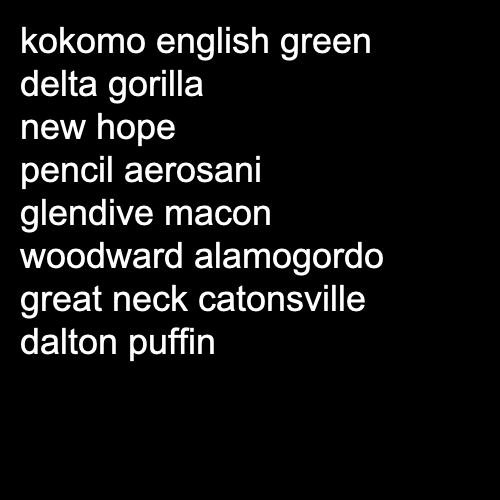 kokomo english green
delta gorilla
new hope
pencil aerosani
glendive macon
woodward alamogordo
great neck catonsville
dalton puffin